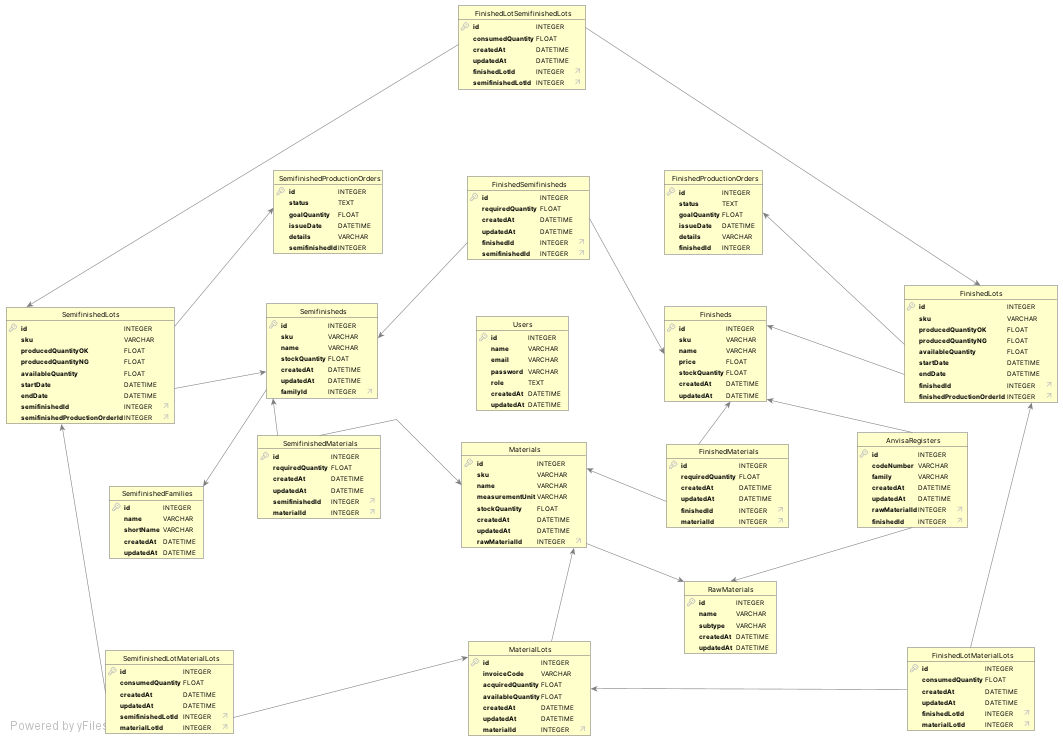 FinishedLotSemifinishedLots
id INTEGER
consumedQuantity FLOAT
createdAt DATETIME
updatedAt DATETIME
finishedLotId INTEGER
semifinishedLotId INTEGER
SemifinishedProductionOrders
id INTEGER
status TEXT
goalQuantity FLOAT
issueDate DATETIME
details VARCHAR
semifinishedId INTEGER
FinishedSemifinisheds
id INTEGER
requiredQuantity FLOAT
createdAt DATETIME
updatedAt DATETIME
finishedId INTEGER
semifinishedId INTEGER
FinishedProductionOrders
id INTEGER
status TEXT
goalQuantity FLOAT
issueDate DATETIME
details VARCHAR
finishedId INTEGER
SemifinishedLots
id INTEGER
sku VARCHAR
producedQuantityOK FLOAT
producedQuantityNG FLOAT
availableQuantity FLOAT
startDate DATETIME
endDate DATETIME
semifinishedId INTEGER
semifinishedProductionOrderId INTEGER
Semifinisheds
id INTEGER
sku VARCHAR
name VARCHAR
stockQuantity FLOAT
createdAt DATETIME
updatedAt DATETIME
familyId INTEGER
Users
id INTEGER
name VARCHAR
email VARCHAR
password VARCHAR
role TEXT
createdAt DATETIME
updatedAt DATETIME
Finisheds
id INTEGER
sku VARCHAR
name VARCHAR
price FLOAT
stockQuantity FLOAT
createdAt DATETIME
updatedAt DATETIME
FinishedLots
id INTEGER
sku VARCHAR
producedQuantityOK FLOAT
producedQuantityNG FLOAT
availableQuantity FLOAT
startDate DATETIME
endDate DATETIME
finishedId INTEGER
finishedProductionOrderId INTEGER
SemifinishedMaterials
id INTEGER
requiredQuantity FLOAT
createdAt DATETIME
updatedAt DATETIME
semifinishedId INTEGER
materialId INTEGER
Materials
id INTEGER
sku VARCHAR
name VARCHAR
measurementUnit VARCHAR
stockQuantity FLOAT
createdAt DATETIME
updatedAt DATETIME
rawMaterialId INTEGER
FinishedMaterials
id INTEGER
requiredQuantity FLOAT
createdAt DATETIME
updatedAt DATETIME
finishedId INTEGER
materialId INTEGER
AnvisaRegisters
id INTEGER
codeNumber VARCHAR
family VARCHAR
createdAt DATETIME
updatedAt DATETIME
rawMaterialId INTEGER
finishedId INTEGER
SemifinishedFamilies
id INTEGER
name VARCHAR
shortName VARCHAR
createdAt DATETIME
updatedAt DATETIME
RawMaterials
id INTEGER
name VARCHAR
subtype VARCHAR
createdAt DATETIME
updatedAt DATETIME
SemifinishedLotMaterialLots
id INTEGER
consumedQuantity FLOAT
createdAt DATETIME
updatedAt DATETIME
semifinishedLotId INTEGER
materialLotId INTEGER
MaterialLots
id INTEGER
invoiceCode VARCHAR
acquiredQuantity FLOAT
availableQuantity FLOAT
createdAt DATETIME
updatedAt DATETIME
materialId INTEGER
FinishedLotMaterialLots
id INTEGER
consumedQuantity FLOAT
createdAt DATETIME
updatedAt DATETIME
finishedLotId INTEGER
materialLotId INTEGER
Powered by yFiles